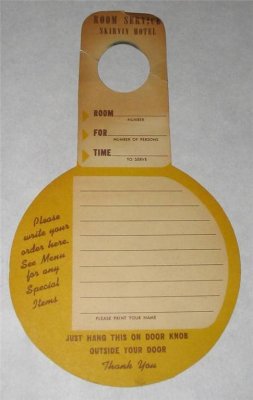 ROOM SERVICE
SKIRVIN HOTEL
ROOM
NUMBER
FOR
NUMBER OF PERSONS
TIME
TO SERVE
Please
write your
order here.
See Menu
for any
Special
Items
PLEASE PRINT YOUR NAME
JUST HANG THIS ON DOOR KNOB
OUTSIDE YOUR DOOR
Thank You